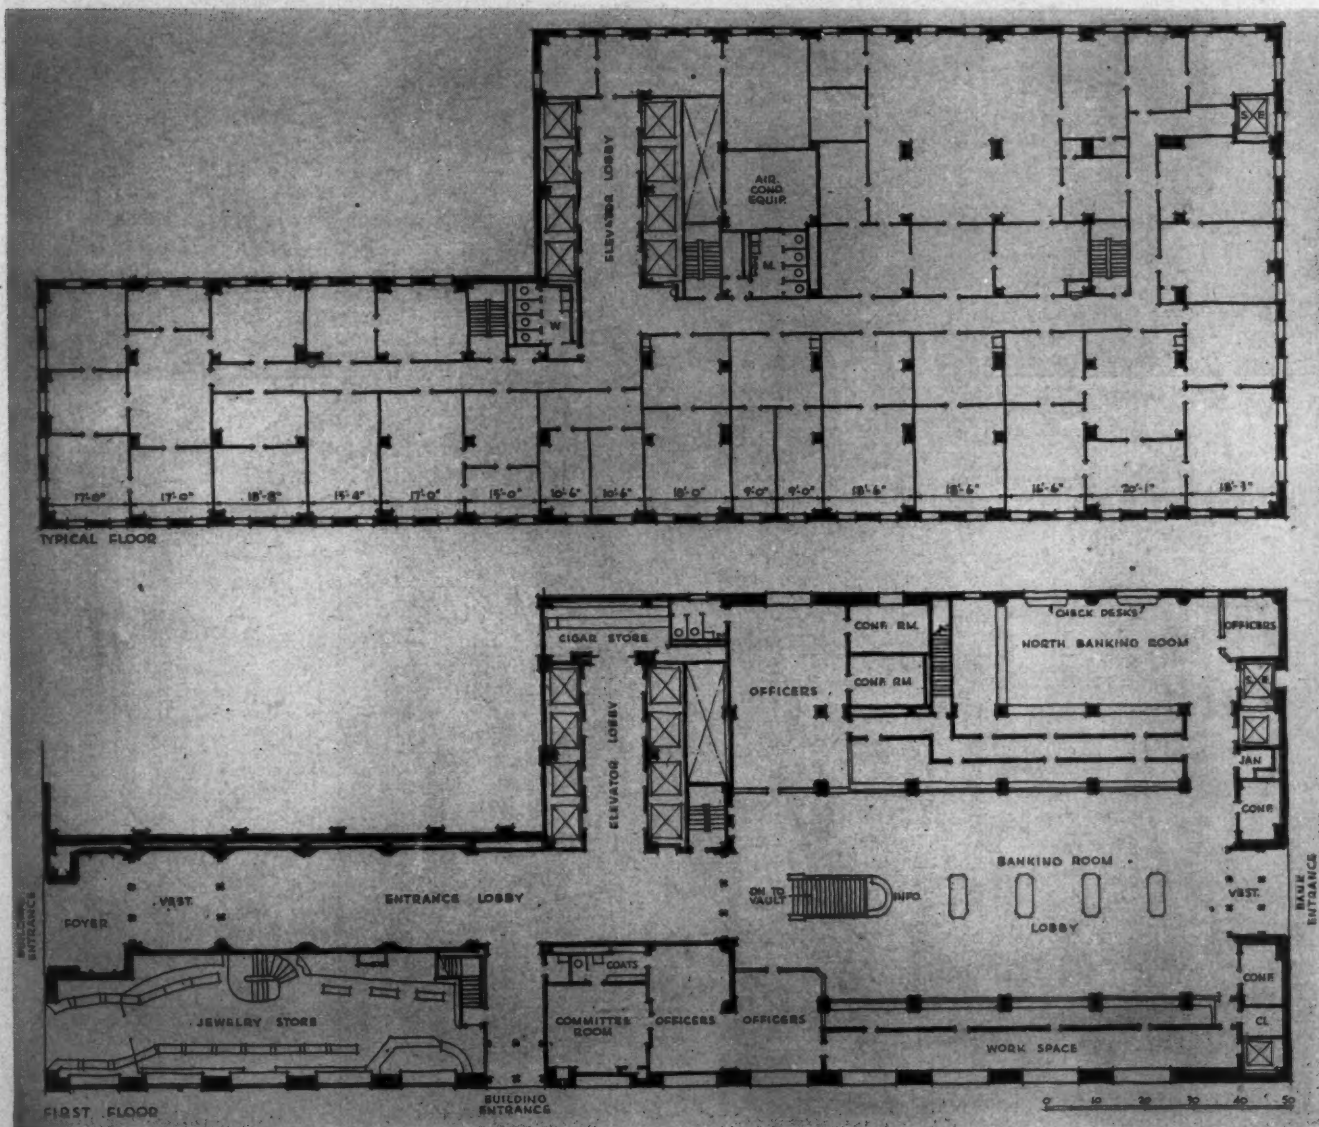 ELEVATOR LOBBY
AIR.
COND.
EQUIP.
S. E.
M.
W
17'-0"
17'-0"
18'-8"
15'-4"
17'-0"
15'-0"
10'-6"
10'-6"
18'-0"
9'-0"
9'-0"
18'-6"
18'-6"
16'-6"
20'-1"
18'-3"
TYPICAL FLOOR
CIGAR STORE
CONF. RM.
CONF. RM.
OFFICERS
CHECK DESKS
NORTH BANKING ROOM
OFFICERS
S. E.
ELEVATOR LOBBY
JAN.
CONF.
BUILDING
ENTRANCE
FOYER
VEST.
ENTRANCE LOBBY
DN TO
VAULT
INFO.
BANKING ROOM
LOBBY
VEST.
BANK
ENTRANCE
JEWELRY STORE
COATS
COMMITTEE
ROOM
OFFICERS
OFFICERS
WORK SPACE
CONF.
CL.
FIRST FLOOR
BUILDING
ENTRANCE
0 10 20 30 40 50